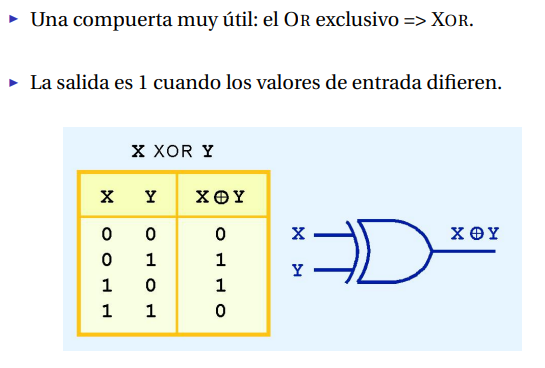 Una compuerta muy útil: el OR exclusivo => XOR.
La salida es 1 cuando los valores de entrada difieren.
X XOR Y
X Y X⊕Y
0 0 0
0 1 1
1 0 1
1 1 0
X
Y
X⊕Y